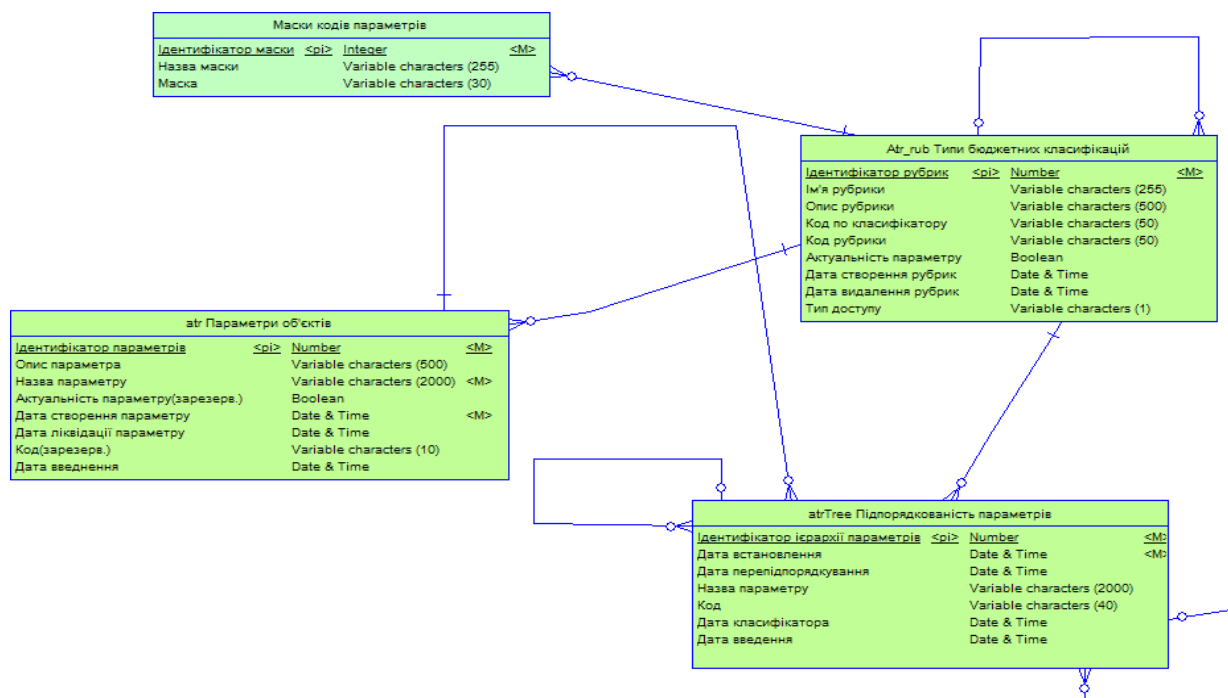 Маски кодів параметрів
Ідентифікатор маски <pi> Integer <M>
Назва маски Variable characters (255)
Маска Variable characters (30)
Atr_rub Типи бюджетних класифікацій
Ідентифікатор рубрик <pi> Number <M>
Ім'я рубрики Variable characters (255)
Опис рубрики Variable characters (500)
Код по класифікатору Variable characters (50)
Код рубрики Variable characters (50)
Актуальність параметру Boolean
Дата створення рубрик Date & Time
Дата видалення рубрик Date & Time
Тип доступу Variable characters (1)
atr Параметри об'єктів
Ідентифікатор параметрів <pi> Number <M>
Опис параметра Variable characters (500)
Назва параметру Variable characters (2000) <M>
Актуальність параметру(зарезерв.) Boolean
Дата створення параметру Date & Time <M>
Дата ліквідації параметру Date & Time
Код(зарезерв.) Variable characters (10)
Дата введнення Date & Time
atrTree Підпорядкованість параметрів
Ідентифікатор ієрархії параметрів <pi> Number <M>
Дата встановлення Date & Time <M>
Дата перепідпорядкування Date & Time
Назва параметру Variable characters (2000)
Код Variable characters (40)
Дата класифікатора Date & Time
Дата введення Date & Time